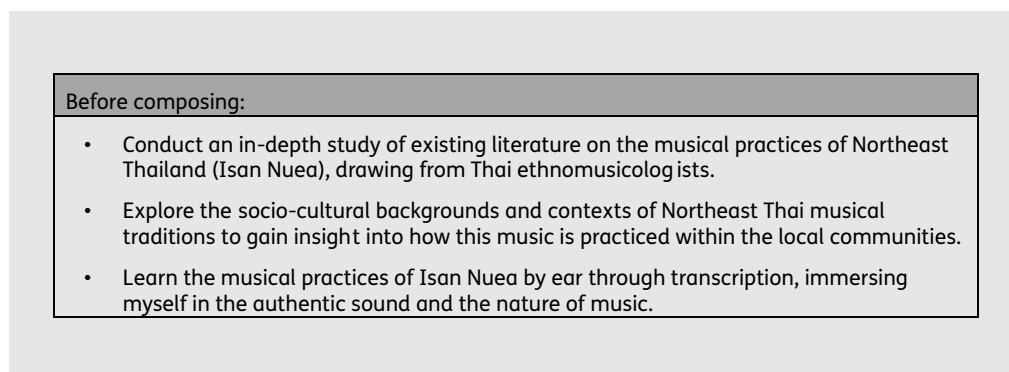 Before composing:
• Conduct an in-depth study of existing literature on the musical practices of Northeast
Thailand (Isan Nuea), drawing from Thai ethnomusicologists.
• Explore the socio-cultural backgrounds and contexts of Northeast Thai musical
traditions to gain insight into how this music is practiced within the local communities.
• Learn the musical practices of Isan Nuea by ear through transcription, immersing
myself in the authentic sound and the nature of music.